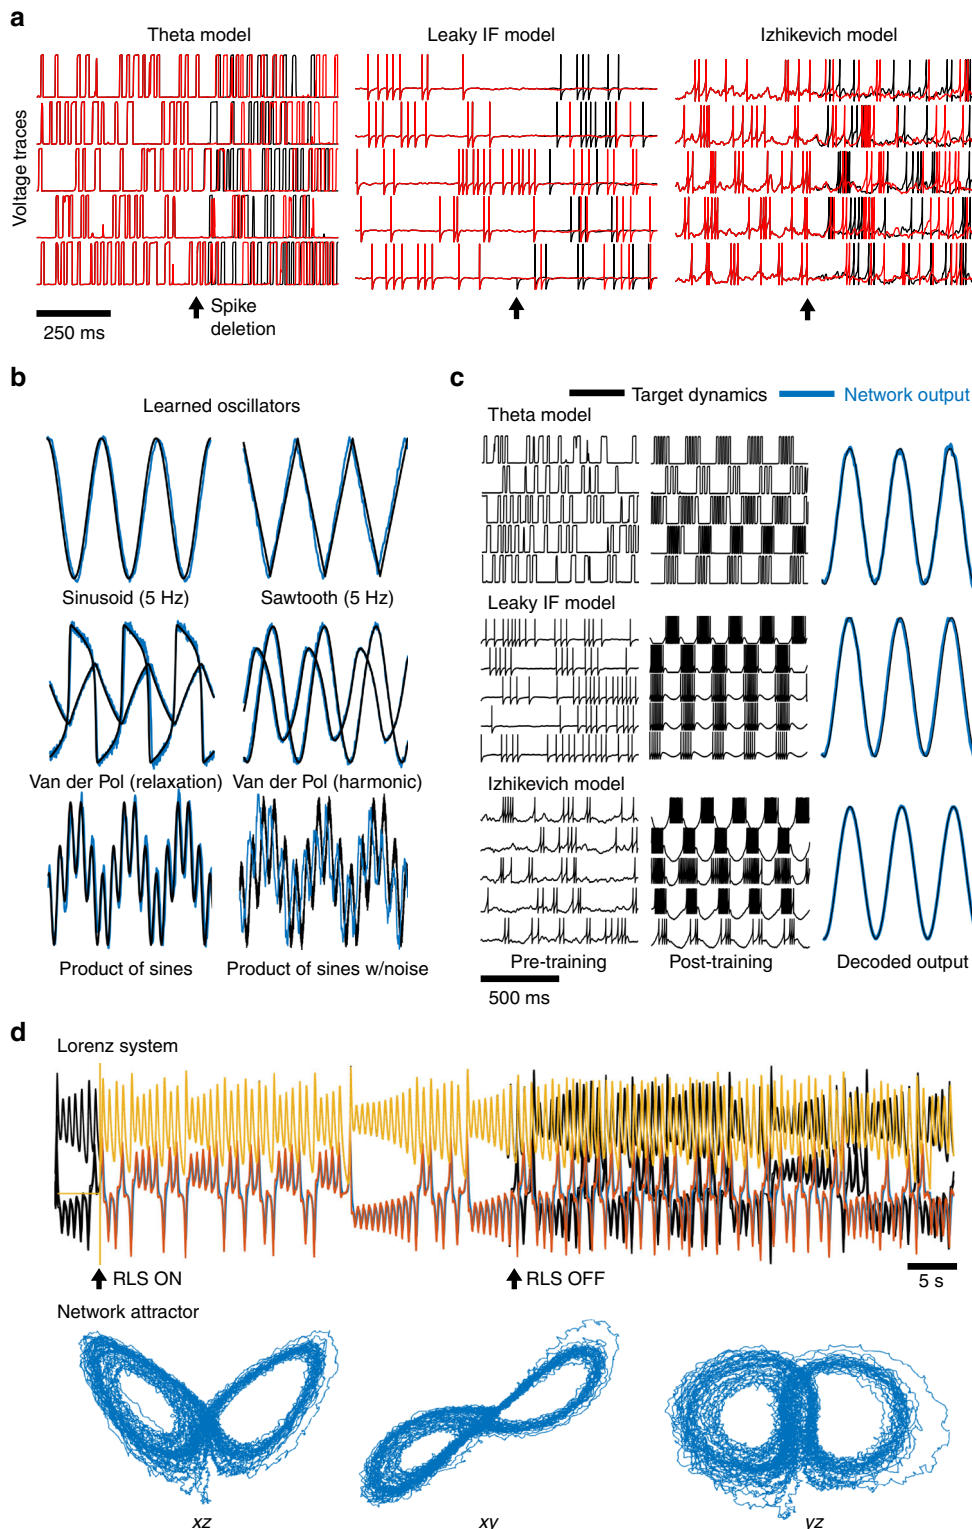 a
Theta model
Leaky IF model
Izhikevich model
Voltage traces
Spike
deletion
250 ms
b
Learned oscillators
Sinusoid (5 Hz)
Sawtooth (5 Hz)
Van der Pol (relaxation)
Van der Pol (harmonic)
Product of sines
Product of sines w/noise
c
Target dynamics
Network output
Theta model
Leaky IF model
Izhikevich model
Pre-training
Post-training
Decoded output
500 ms
d
Lorenz system
RLS ON
RLS OFF
5 s
Network attractor
xz
xy
yz